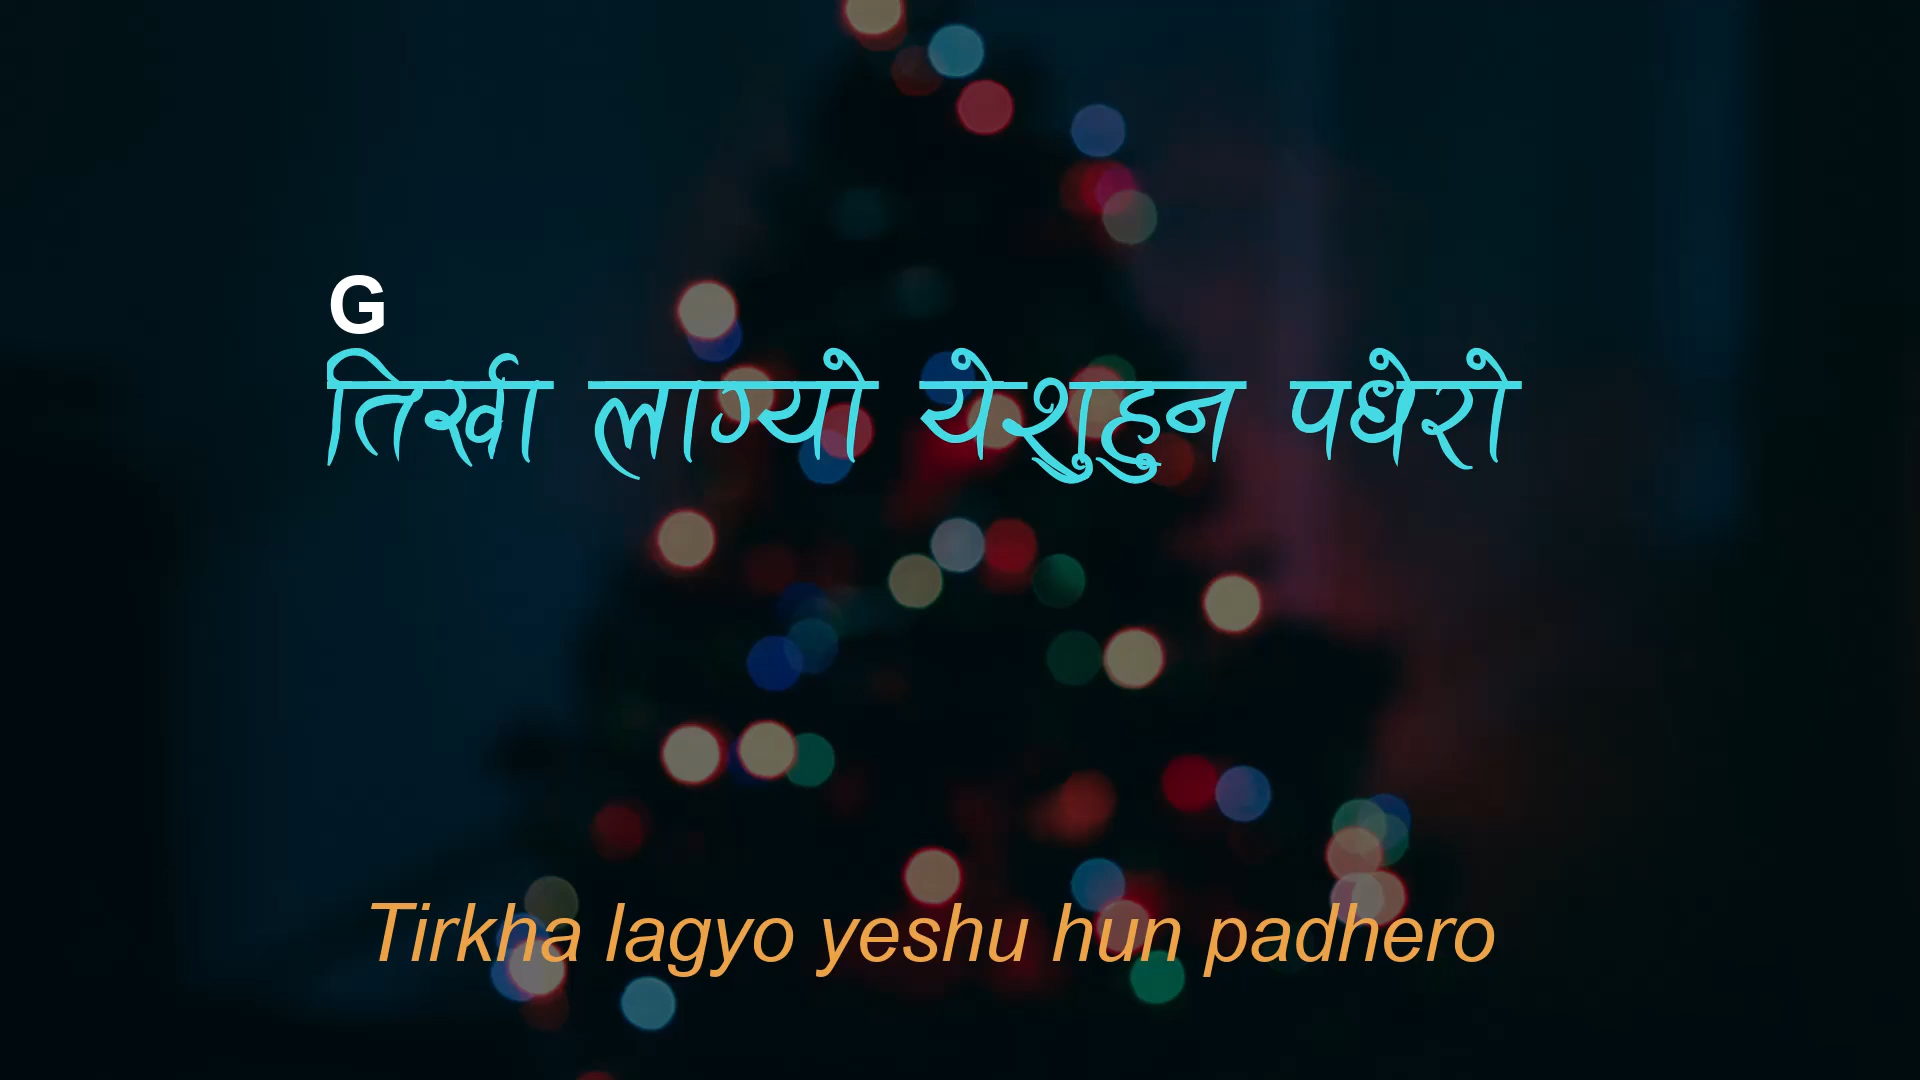 G
तिर्खा लाग्यो येशुहुन पधेरो
Tirkha lagyo yeshu hun padhero